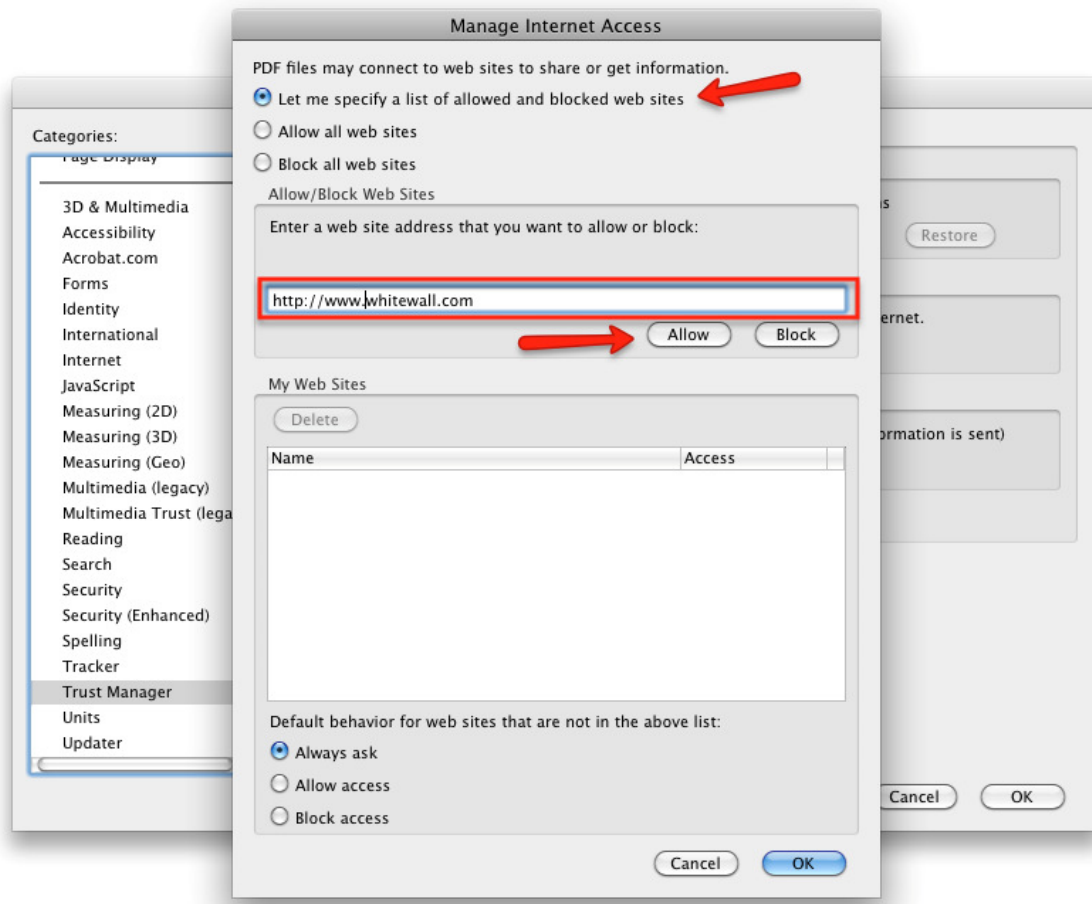 Manage Internet Access
PDF files may connect to web sites to share or get information.
Let me specify a list of allowed and blocked web sites
Allow all web sites
Block all web sites
Allow/Block Web Sites
Enter a web site address that you want to allow or block:
http://www.whitewall.com
Allow Block
My Web Sites
Delete
Name Access
Default behavior for web sites that are not in the above list:
Always ask
Allow access
Block access
Cancel OK
Categories:
Page Display
3D & Multimedia
Accessibility
Acrobat.com
Forms
Identity
International
Internet
JavaScript
Measuring (2D)
Measuring (3D)
Measuring (Geo)
Multimedia (legacy)
Multimedia Trust (lega
Reading
Search
Security
Security (Enhanced)
Spelling
Tracker
Trust Manager
Units
Updater
Restore
ernet.
ormation is sent)
Cancel OK